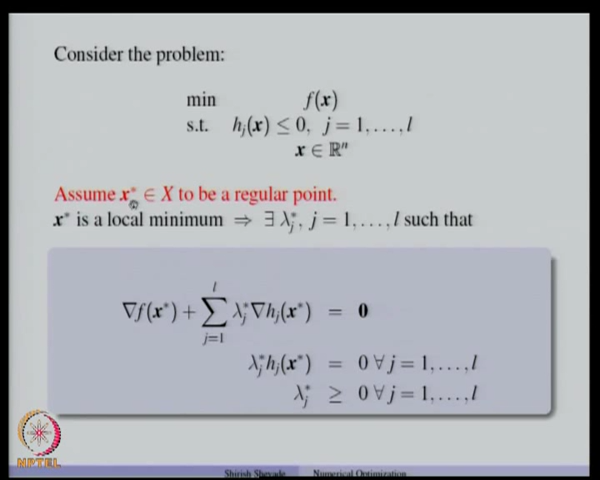 Consider the problem:
min f(x)
s.t. h_j(x) ≤ 0, j = 1, . . . , l
x ∈ ℝⁿ
Assume x* ∈ X to be a regular point.
x* is a local minimum ⇒ ∃ λ_j*, j = 1, . . . , l such that
∇f(x*) + ∑_{j=1}^{l} λ_j*∇h_j(x*) = 0
λ_j*h_j(x*) = 0 ∀ j = 1, . . . , l
λ_j* ≥ 0 ∀ j = 1, . . . , l
NPTEL
Shirish Shevade Numerical Optimization